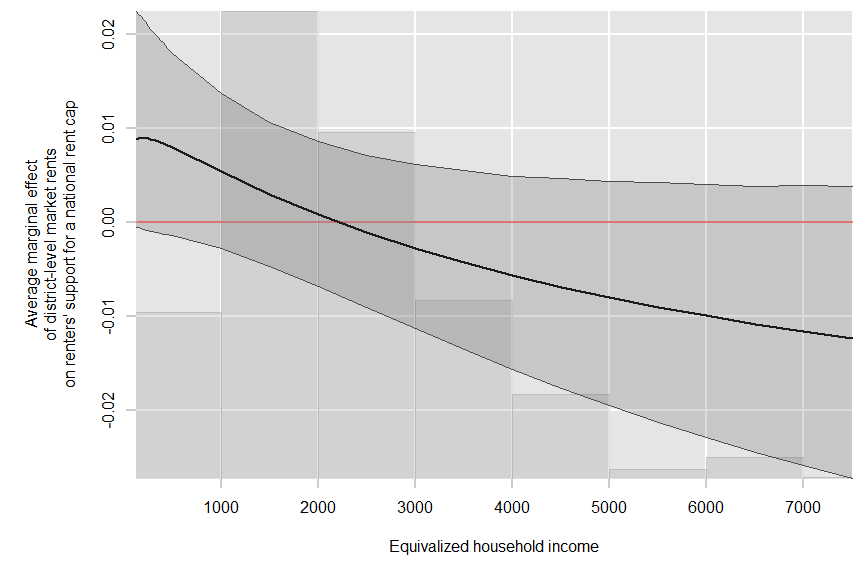 Average marginal effect
of district-level market rents
on renters' support for a national rent cap
0.02
0.01
0.00
-0.01
-0.02
1000 2000 3000 4000 5000 6000 7000
Equivalized household income